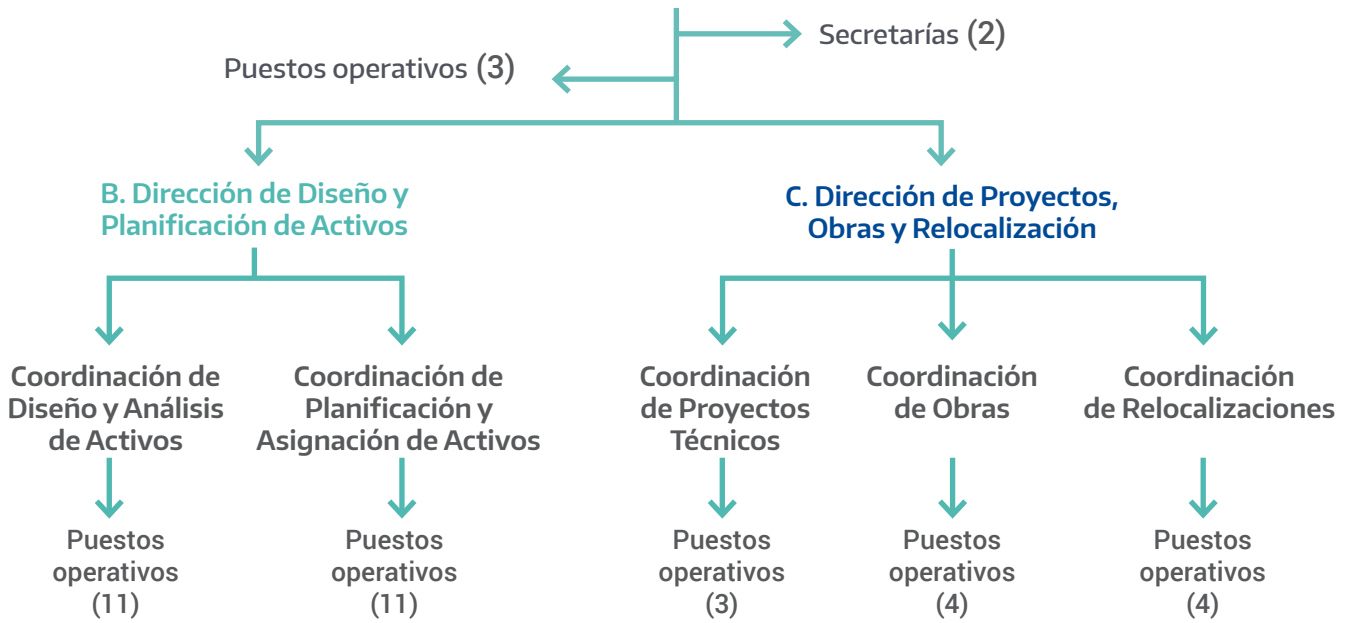 Secretarías (2)
Puestos operativos (3)
B. Dirección de Diseño y
Planificación de Activos
C. Dirección de Proyectos,
Obras y Relocalización
Coordinación de
Diseño y Análisis
de Activos
Coordinación de
Planificación y
Asignación de Activos
Coordinación
de Proyectos
Técnicos
Coordinación
de Obras
Coordinación
de Relocalizaciones
Puestos
operativos
(11)
Puestos
operativos
(11)
Puestos
operativos
(3)
Puestos
operativos
(4)
Puestos
operativos
(4)